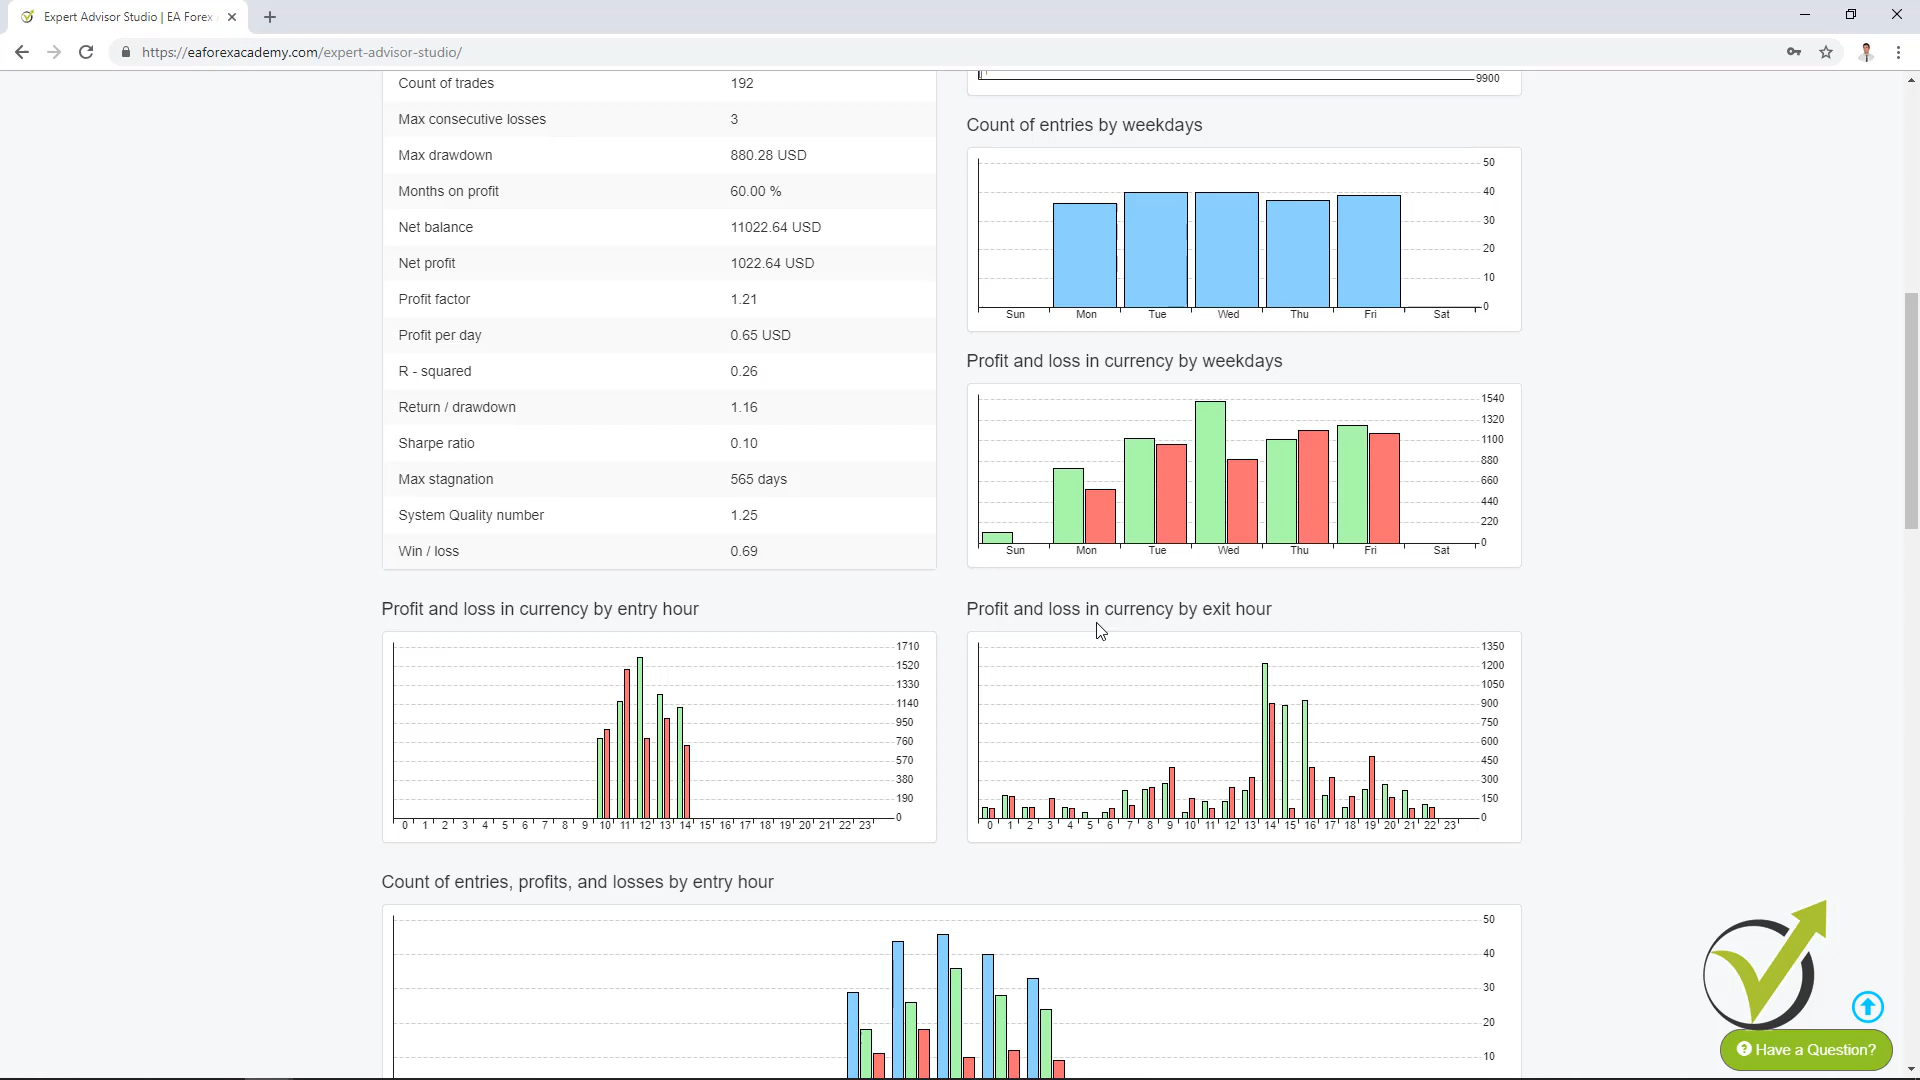 Expert Advisor Studio | EA Forex
https://eaforexacademy.com/expert-advisor-studio/
Count of trades 192
Max consecutive losses 3
Max drawdown 880.28 USD
Months on profit 60.00 %
Net balance 11022.64 USD
Net profit 1022.64 USD
Profit factor 1.21
Profit per day 0.65 USD
R - squared 0.26
Return / drawdown 1.16
Sharpe ratio 0.10
Max stagnation 565 days
System Quality number 1.25
Win / loss 0.69
9900
Count of entries by weekdays
50
40
30
20
10
0
Sun Mon Tue Wed Thu Fri Sat
Profit and loss in currency by weekdays
1540
1320
1100
880
660
440
220
0
Sun Mon Tue Wed Thu Fri Sat
Profit and loss in currency by entry hour
1710
1520
1330
1140
950
760
570
380
190
0
0 1 2 3 4 5 6 7 8 9 10 11 12 13 14 15 16 17 18 19 20 21 22 23
Profit and loss in currency by exit hour
1350
1200
1050
900
750
600
450
300
150
0
0 1 2 3 4 5 6 7 8 9 10 11 12 13 14 15 16 17 18 19 20 21 22 23
Count of entries, profits, and losses by entry hour
50
40
30
20
10
Have a Question?